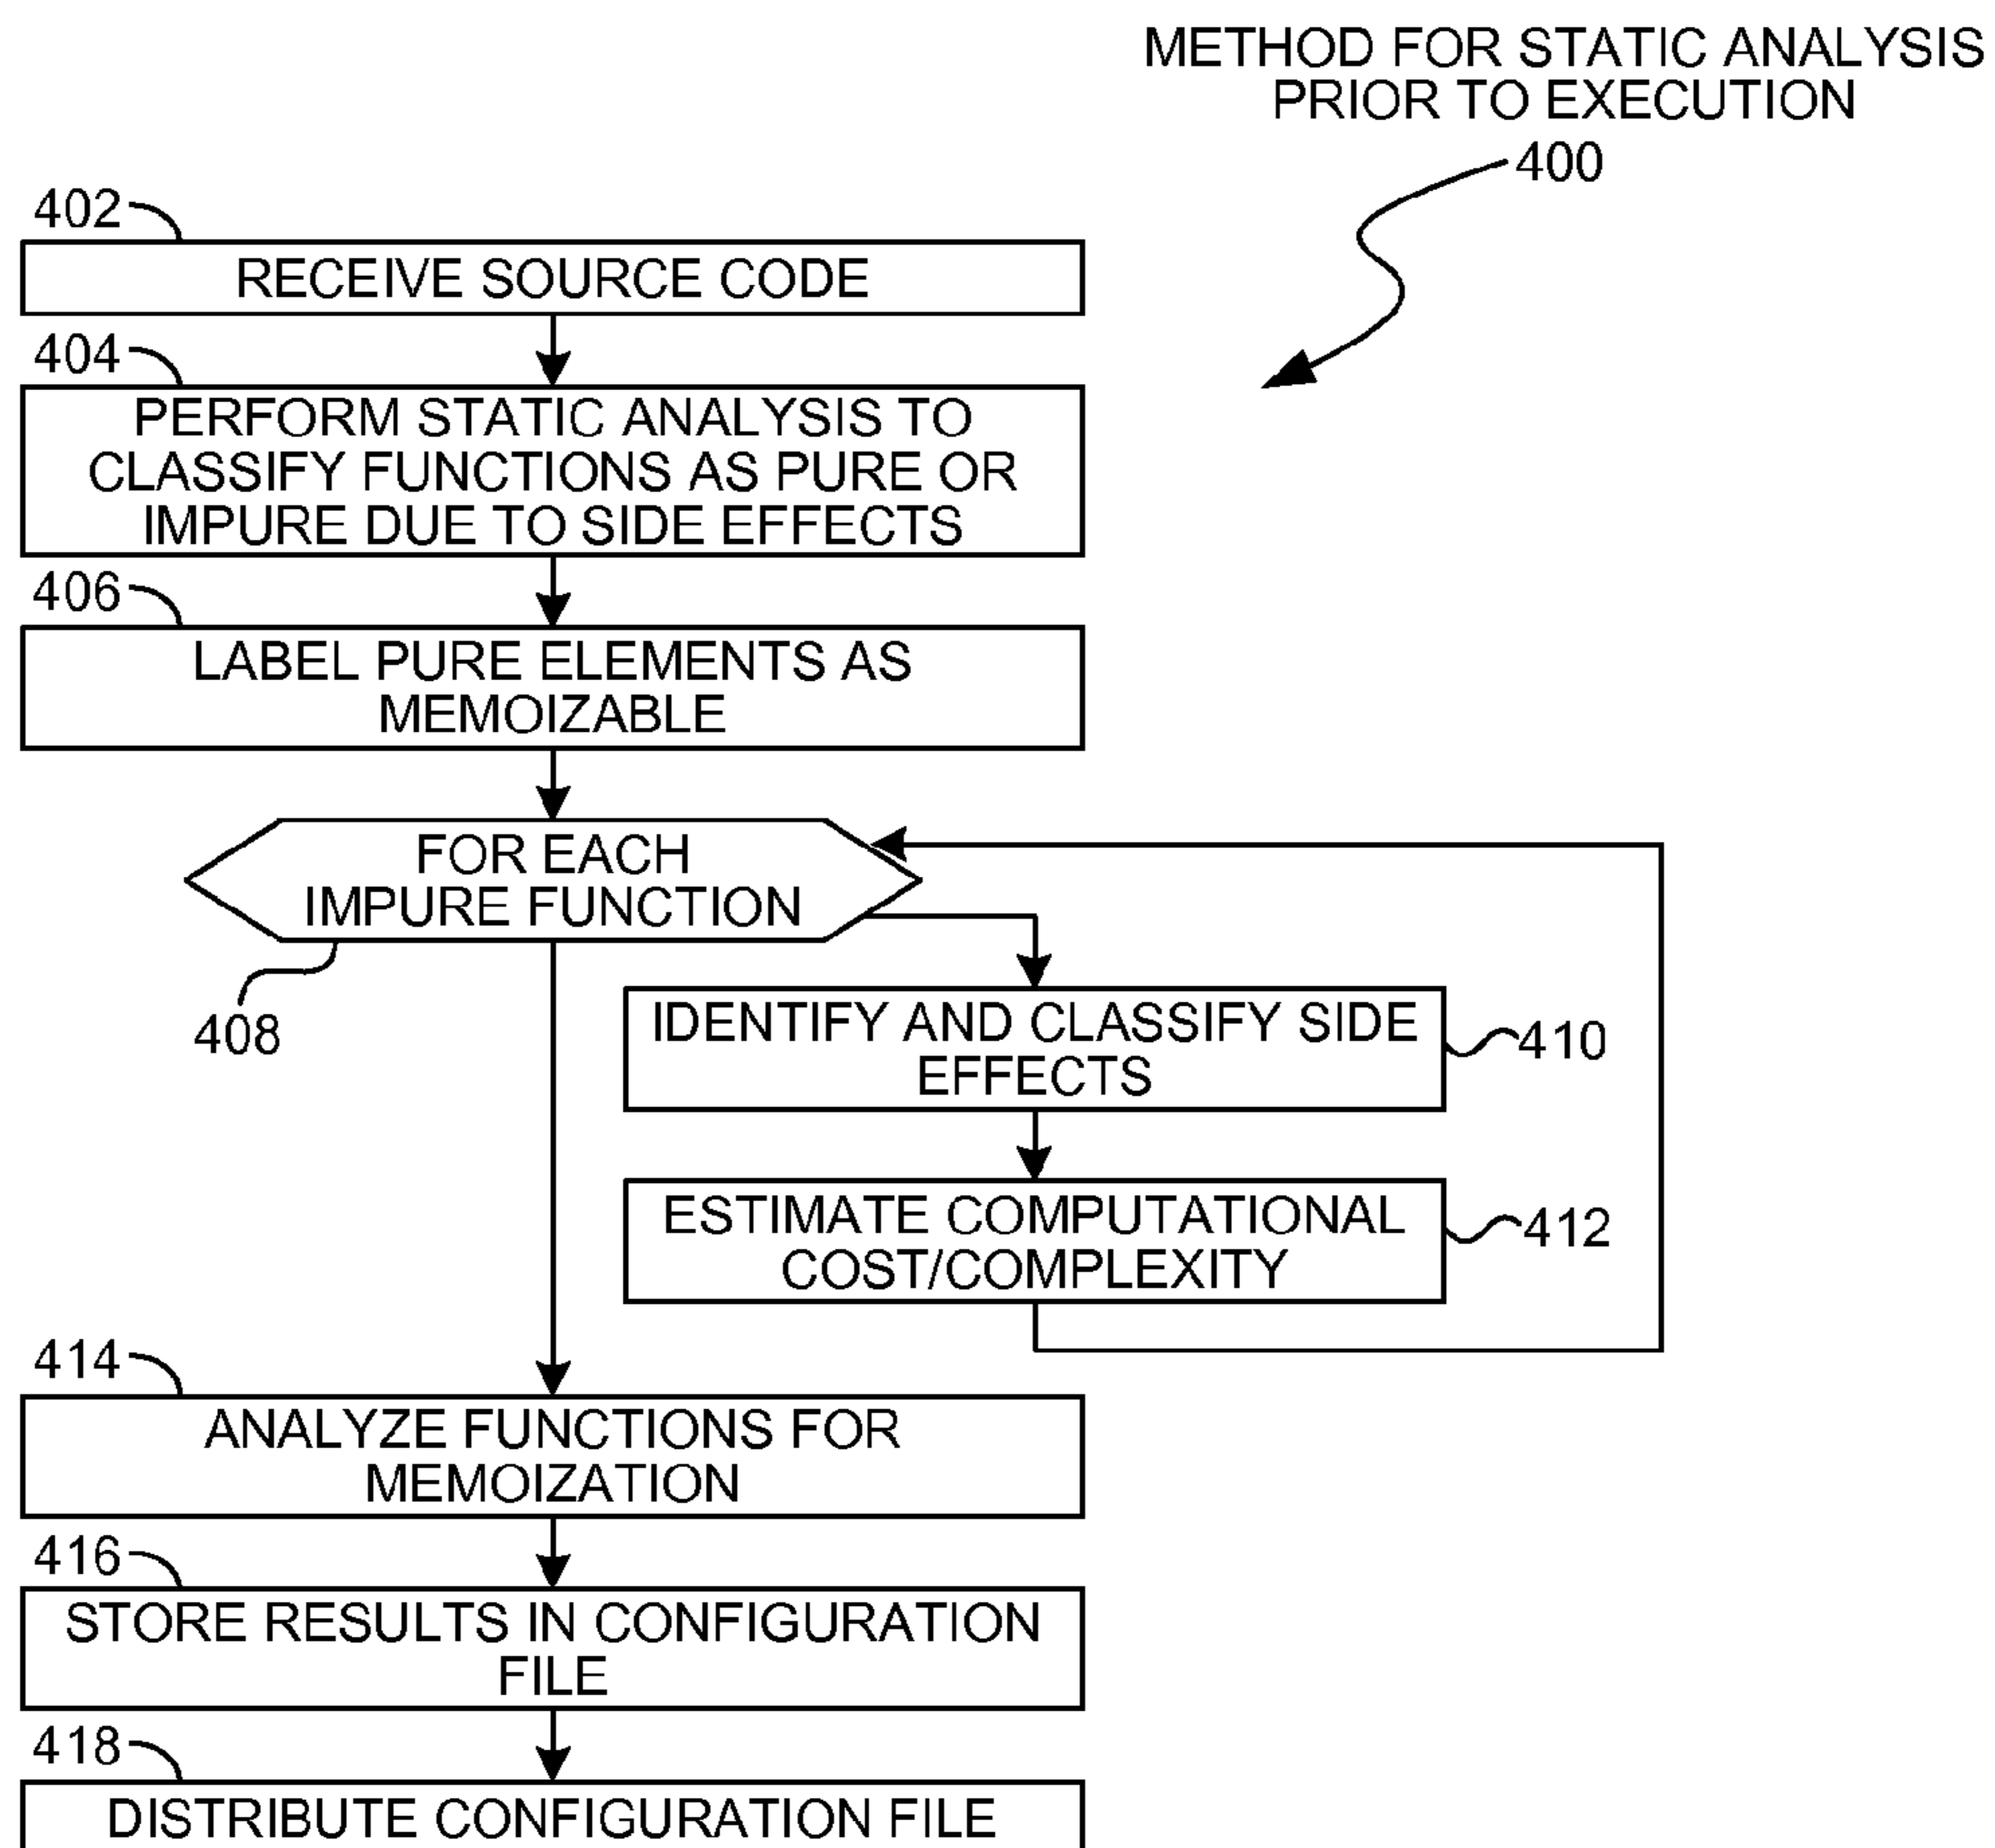 METHOD FOR STATIC ANALYSIS
PRIOR TO EXECUTION
400
402
RECEIVE SOURCE CODE
404
PERFORM STATIC ANALYSIS TO
CLASSIFY FUNCTIONS AS PURE OR
IMPURE DUE TO SIDE EFFECTS
406
LABEL PURE ELEMENTS AS
MEMOIZABLE
FOR EACH
IMPURE FUNCTION
408
IDENTIFY AND CLASSIFY SIDE
EFFECTS
410
ESTIMATE COMPUTATIONAL
COST/COMPLEXITY
412
414
ANALYZE FUNCTIONS FOR
MEMOIZATION
416
STORE RESULTS IN CONFIGURATION
FILE
418
DISTRIBUTE CONFIGURATION FILE